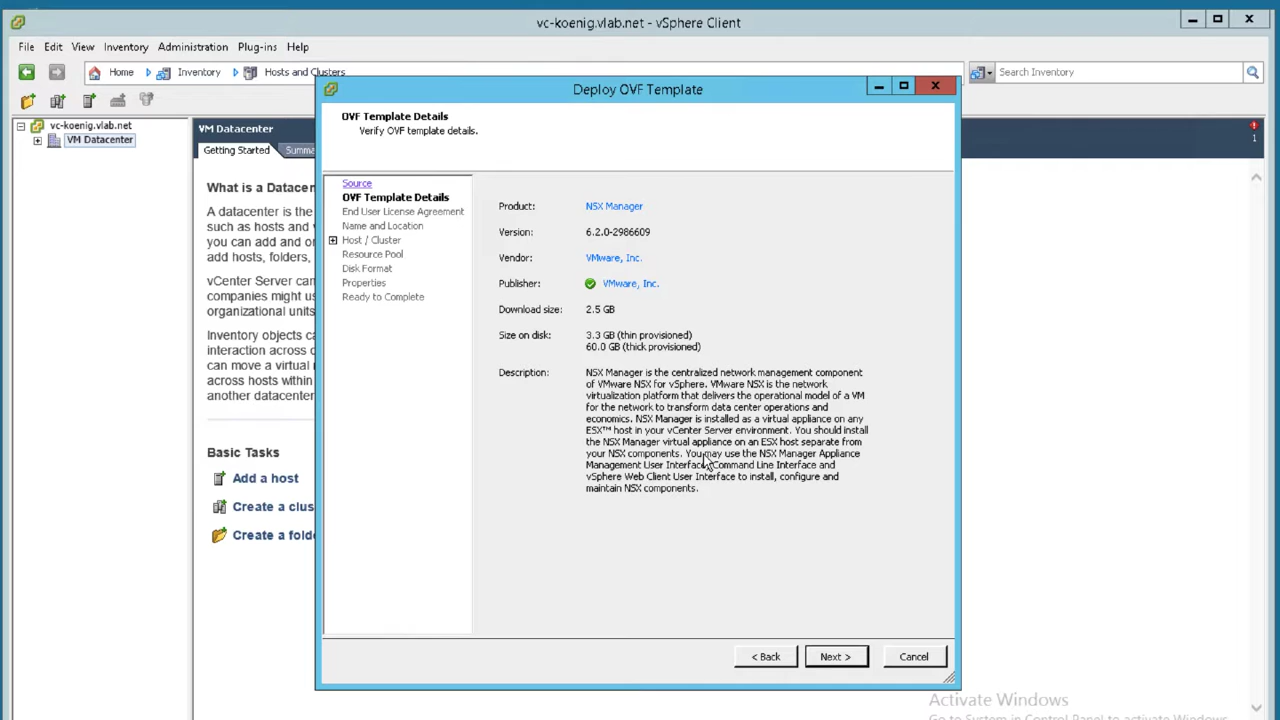 vc-koenig.vlab.net - vSphere Client
File Edit View Inventory Administration Plug-ins Help
Home Inventory Hosts and Clusters
Search Inventory
vc-koenig.vlab.net
VM Datacenter
VM Datacenter
1
Getting Started Summa
What is a Datacen
A datacenter is the
such as hosts and v
you can add and or
add hosts, folders,
vCenter Server can
companies might us
organizational units
Inventory objects ca
interaction across d
can move a virtual
across hosts within
another datacenter
Basic Tasks
Add a host
Create a clus
Create a folde
Deploy OVF Template
OVF Template Details
Verify OVF template details.
Source
OVF Template Details
End User License Agreement
Name and Location
Host / Cluster
Resource Pool
Disk Format
Properties
Ready to Complete
Product: NSX Manager
Version: 6.2.0-2986609
Vendor: VMware, Inc.
Publisher: VMware, Inc.
Download size: 2.5 GB
Size on disk: 3.3 GB (thin provisioned)
60.0 GB (thick provisioned)
Description: NSX Manager is the centralized network management component
of VMware NSX for vSphere. VMware NSX is the network
virtualization platform that delivers the operational model of a VM
for the network to transform data center operations and
economics. NSX Manager is installed as a virtual appliance on any
ESX™ host in your vCenter Server environment. You should install
the NSX Manager virtual appliance on an ESX host separate from
your NSX components. You may use the NSX Manager Appliance
Management User Interface, Command Line Interface and
vSphere Web Client User Interface to install, configure and
maintain NSX components.
< Back Next > Cancel
Activate Windows
Go to System in Control Panel to activate Windows.